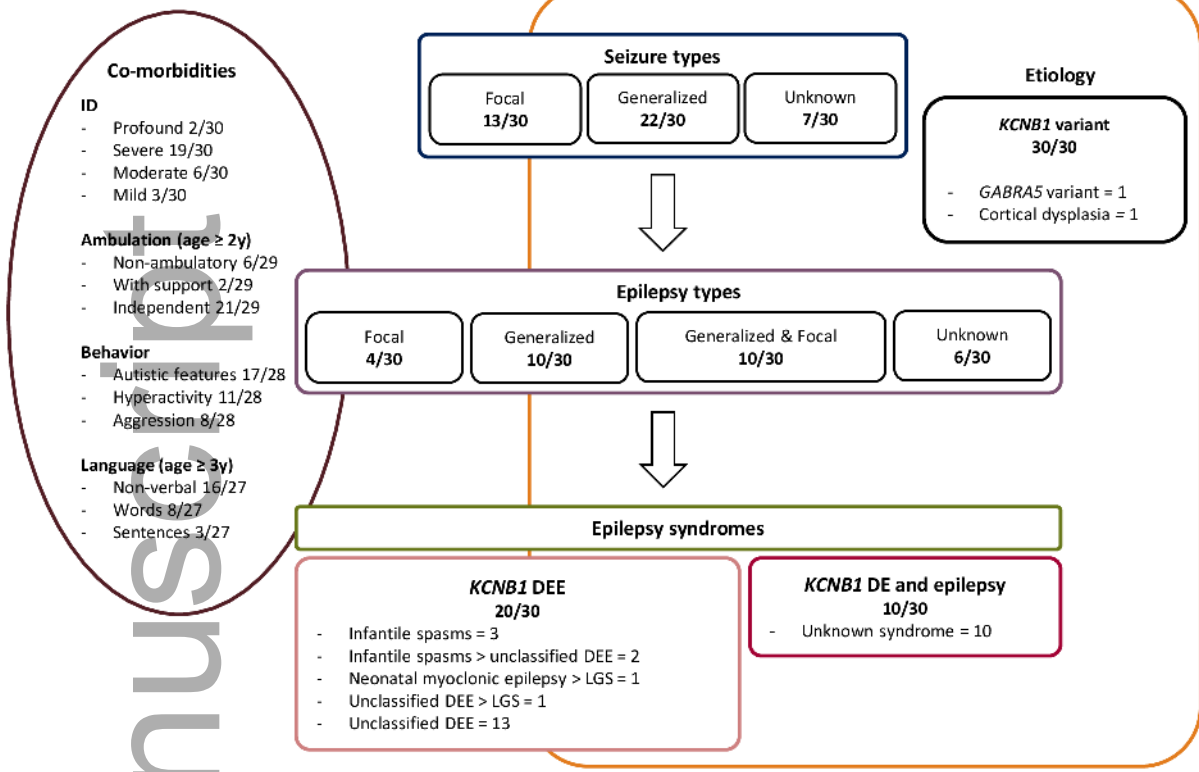 Co-morbidities
ID
- Profound 2/30
- Severe 19/30
- Moderate 6/30
- Mild 3/30
Ambulation (age ≥ 2y)
- Non-ambulatory 6/29
- With support 2/29
- Independent 21/29
Behavior
- Autistic features 17/28
- Hyperactivity 11/28
- Aggression 8/28
Language (age ≥ 3y)
- Non-verbal 16/27
- Words 8/27
- Sentences 3/27
Seizure types
Focal
13/30
Generalized
22/30
Unknown
7/30
Etiology
KCNB1 variant
30/30
- GABRA5 variant = 1
- Cortical dysplasia = 1
Epilepsy types
Focal
4/30
Generalized
10/30
Generalized & Focal
10/30
Unknown
6/30
Epilepsy syndromes
KCNB1 DEE
20/30
- Infantile spasms = 3
- Infantile spasms > unclassified DEE = 2
- Neonatal myoclonic epilepsy > LGS = 1
- Unclassified DEE > LGS = 1
- Unclassified DEE = 13
KCNB1 DE and epilepsy
10/30
- Unknown syndrome = 10
nuscript